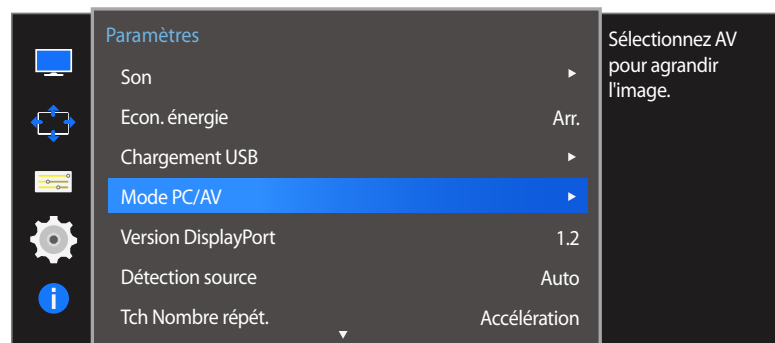 Paramètres
Son
Econ. énergie Arr.
Chargement USB
Mode PC/AV
Version DisplayPort 1.2
Détection source Auto
Tch Nombre répét. Accélération
Sélectionnez AV
pour agrandir
l'image.